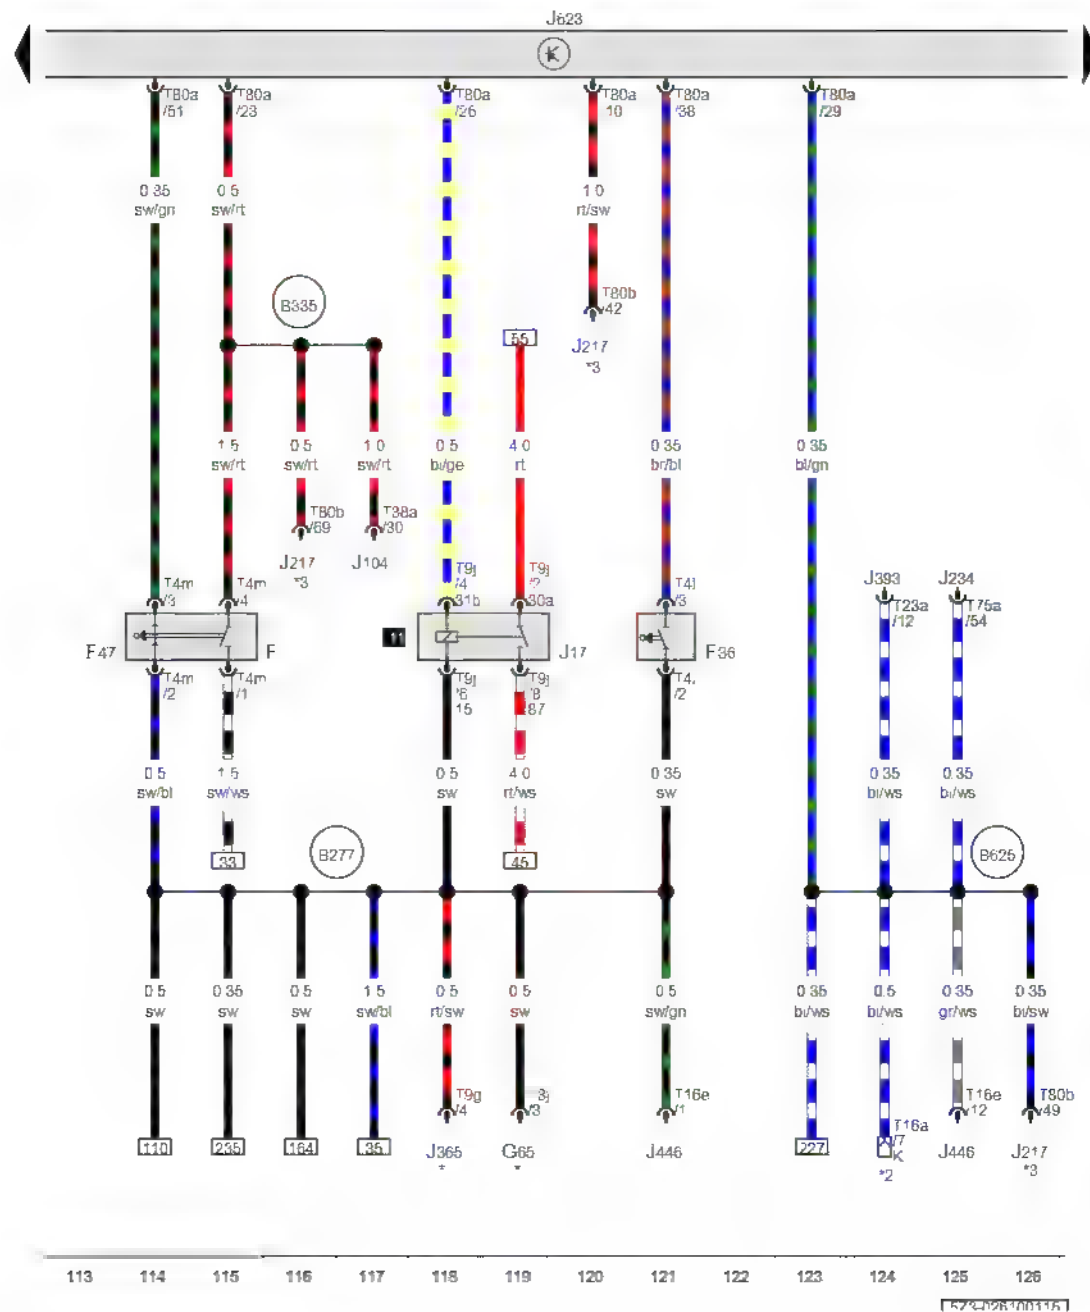 J623
K
T80a
/51
T80a
/23
T80a
/26
T80a
10
T80a
/38
T80a
/29
0 35
sw/gn
0 5
sw/rt
1 0
rt/sw
B335
T80b
/42
J217
*3
55
1 5
sw/rt
0 5
sw/rt
1 0
sw/rt
0 5
bl/ge
4 0
rt
0 35
br/bl
0 35
bl/gn
T80b
/69
J217
*3
T38a
/30
J104
T4m
/3
T4m
/4
T9j
/4
31b
T9j
/2
30a
/3
J393
T23a
/12
J234
T75a
/54
F47
F
J17
F36
T4m
/2
T4m
/1
T9j
/6
15
T9j
/8
87
/2
0 5
sw/bl
1 5
sw/ws
0 5
sw
4 0
rt/ws
0 35
sw
0 35
bl/ws
0 35
bl/ws
33
B277
45
B625
0 5
sw
0 35
sw
0 5
sw
1 5
sw/bl
0 5
rt/sw
0 5
sw
0 5
sw/gn
0 35
bl/ws
0 5
bl/ws
0 35
gr/ws
0 35
bl/sw
110
235
164
35
T9g
/4
J365
*
/3
G65
*
T16e
/1
J446
227
T16a
/7
K
*2
T16e
/12
J446
T80b
/49
J217
*3
113 114 115 116 117 118 119 120 121 122 123 124 125 126